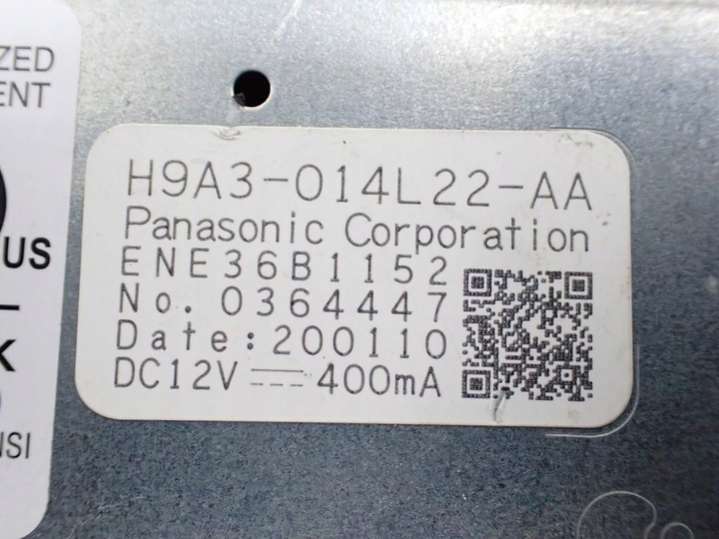 ZED
ENT
US
K
NSI
H9A3-014L22-AA
Panasonic Corporation
ENE36B1152
No. 0364447
Date:200110
DC12V ⎓ 400mA